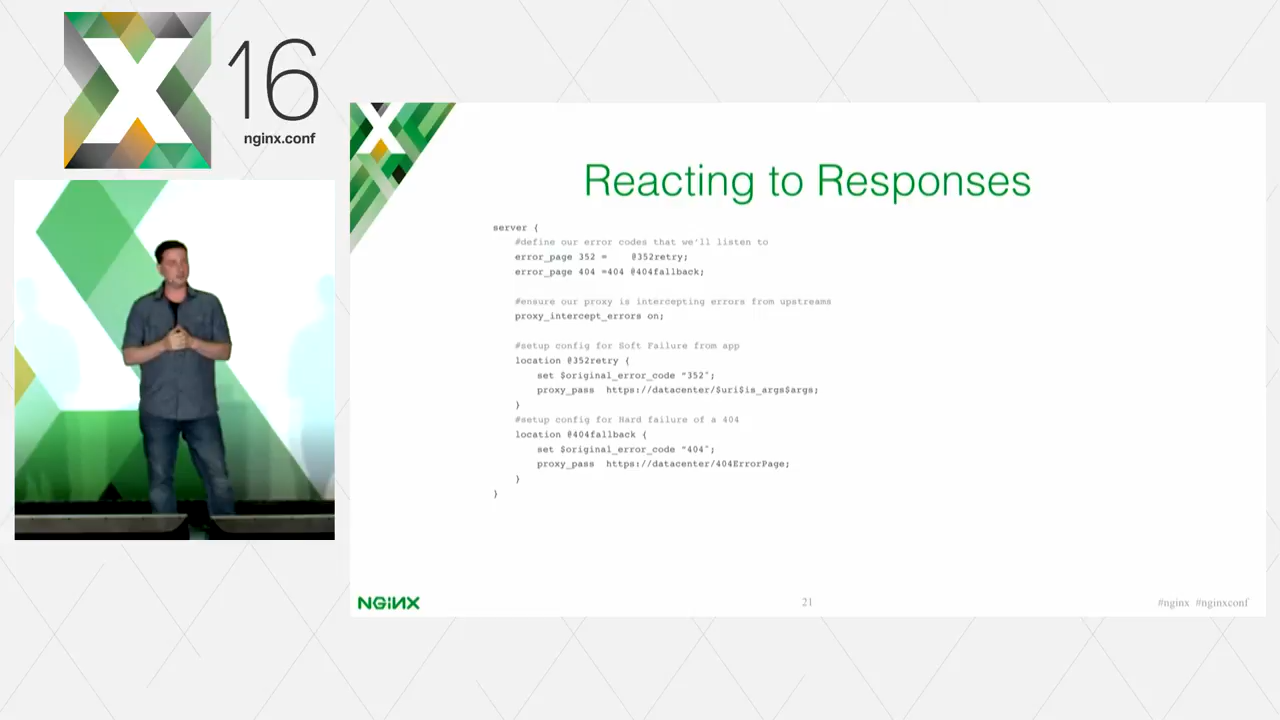 X 16
nginx.conf
Reacting to Responses
server {
#define our error codes that we'll listen to
error_page 352 = @352retry;
error_page 404 =404 @404fallback;
#ensure our proxy is intercepting errors from upstreams
proxy_intercept_errors on;
#setup config for Soft Failure from app
location @352retry {
set $original_error_code "352";
proxy_pass https://datacenter/$uri$is_args$args;
}
#setup config for Hard failure of a 404
location @404fallback {
set $original_error_code "404";
proxy_pass https://datacenter/404ErrorPage;
}
}
NGINX
21
#nginx #nginxconf